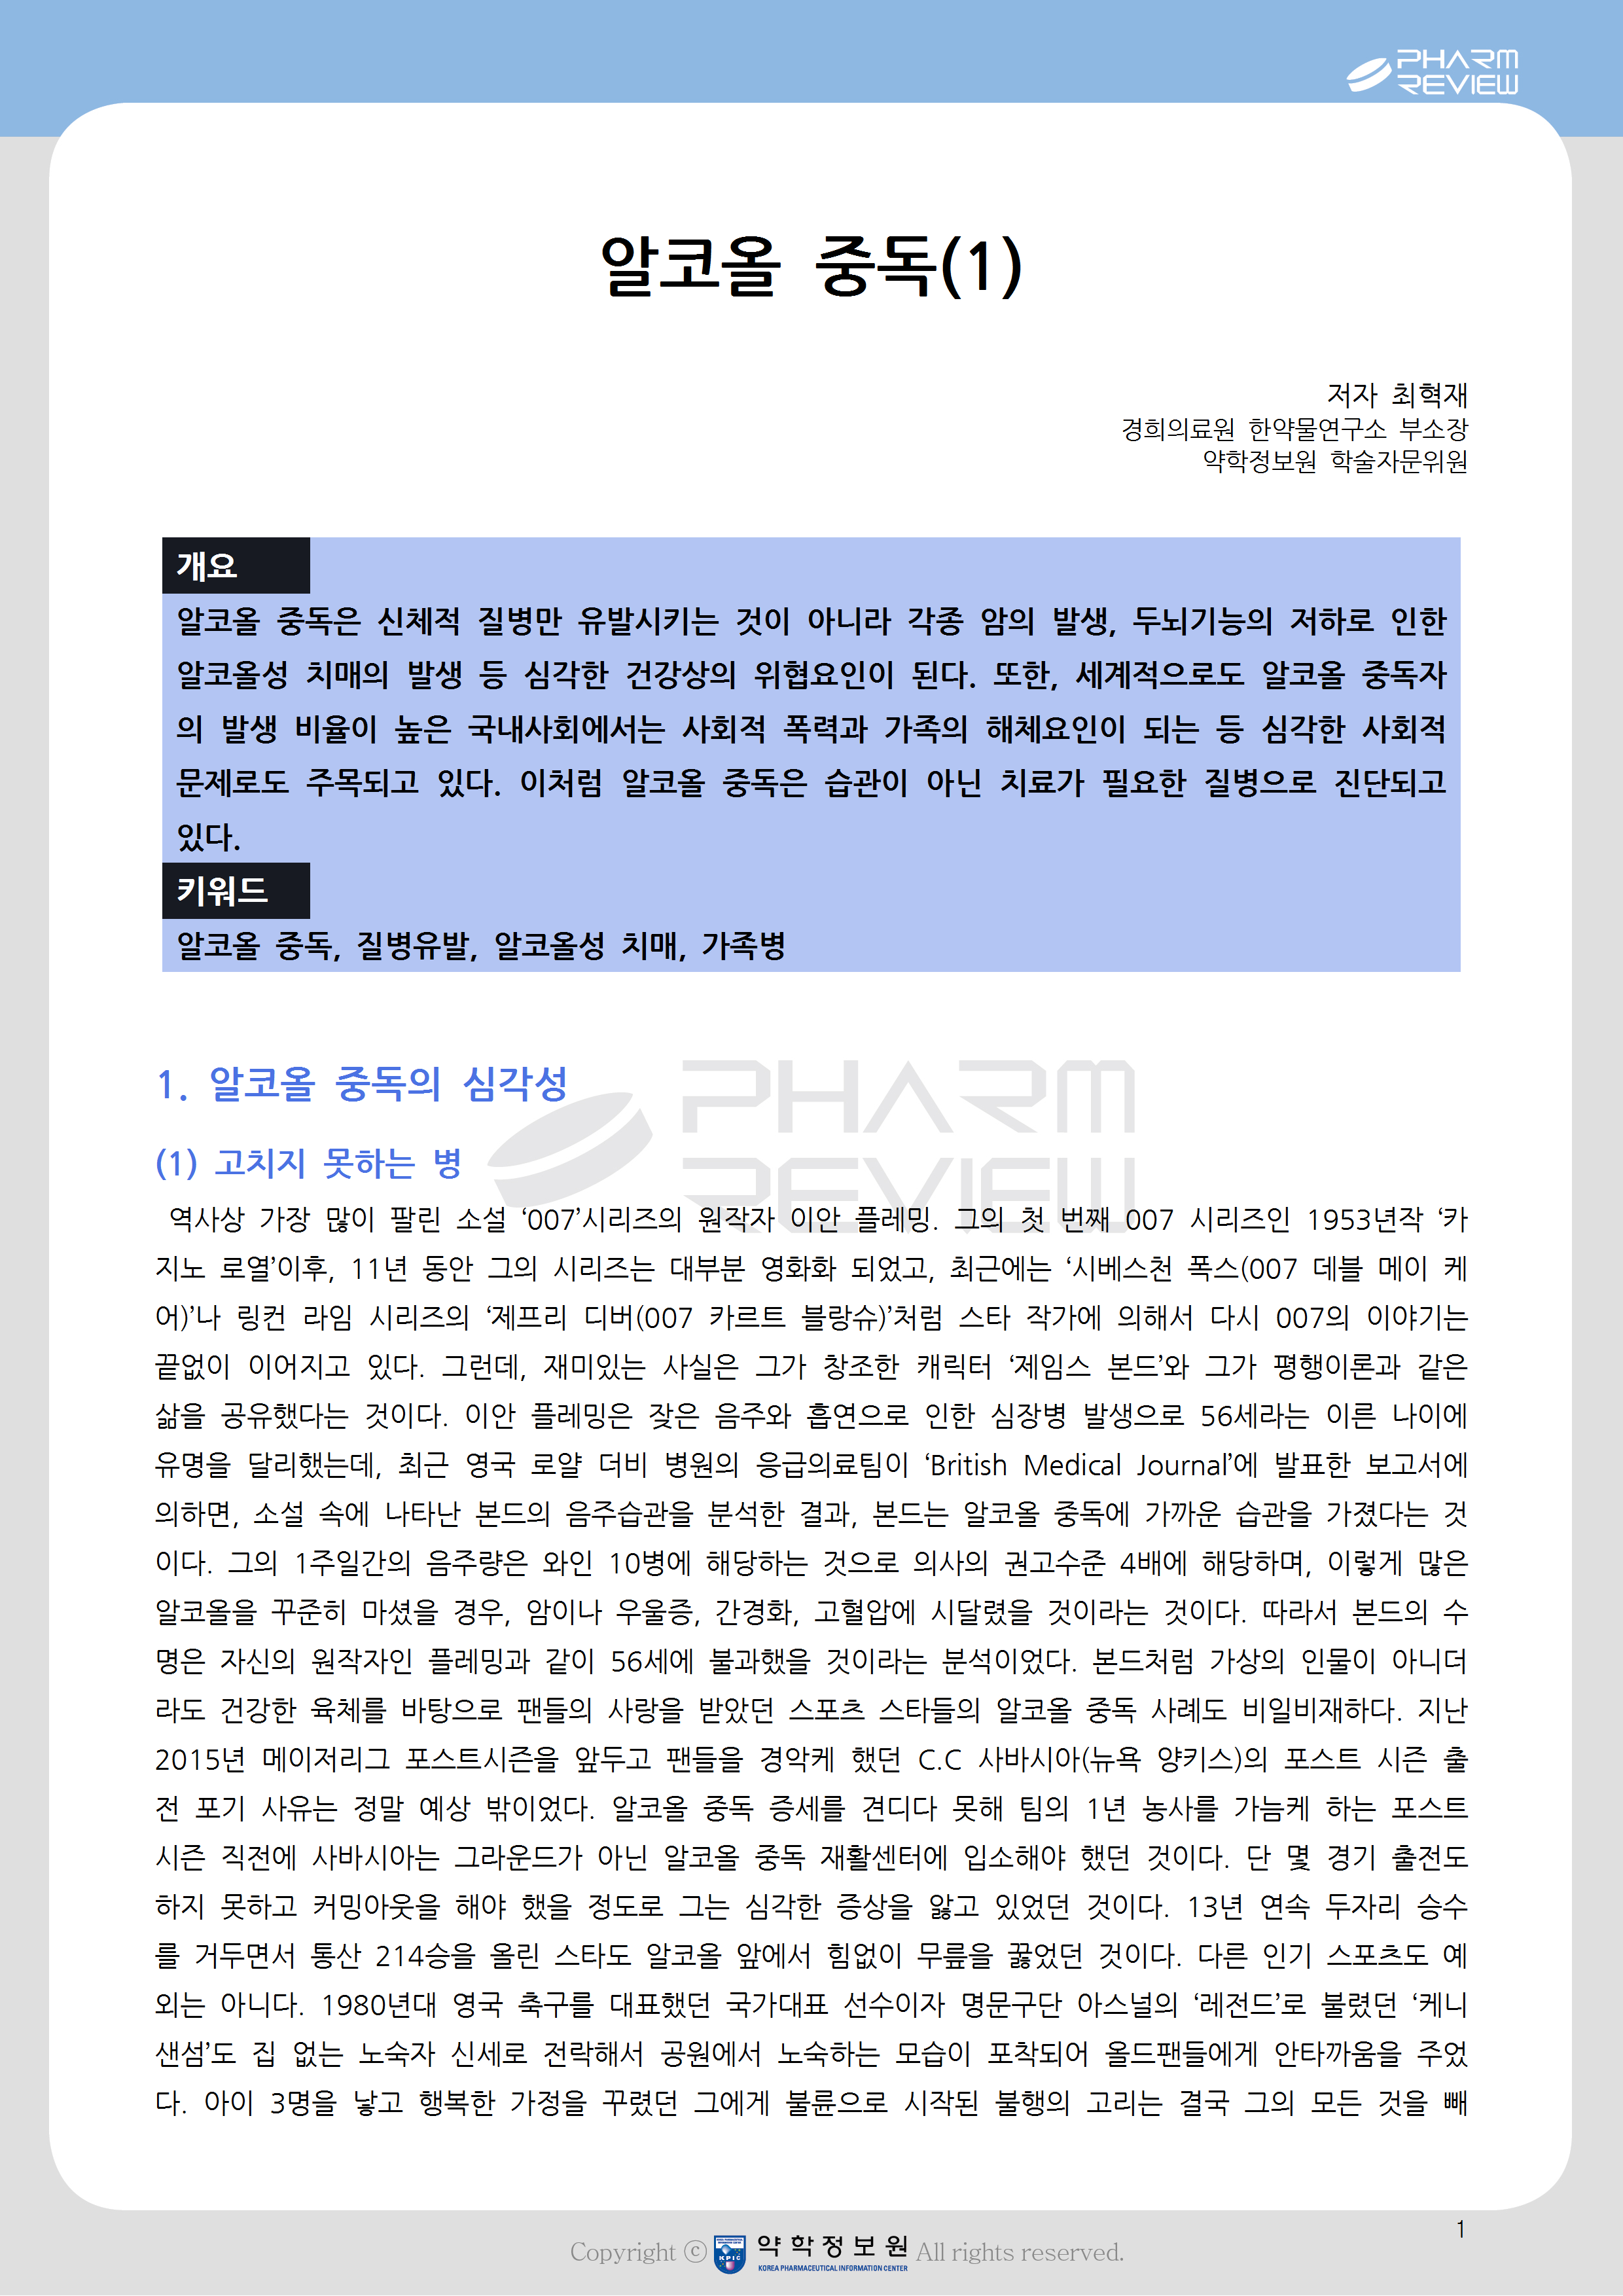 PHARM
REVIEW
알코올 중독(1)
저자 최혁재
경희의료원 한약물연구소 부소장
약학정보원 학술자문위원
개요
알코올 중독은 신체적 질병만 유발시키는 것이 아니라 각종 암의 발생, 두뇌기능의 저하로 인한
알코올성 치매의 발생 등 심각한 건강상의 위협요인이 된다. 또한, 세계적으로도 알코올 중독자
의 발생 비율이 높은 국내사회에서는 사회적 폭력과 가족의 해체요인이 되는 등 심각한 사회적
문제로도 주목되고 있다. 이처럼 알코올 중독은 습관이 아닌 치료가 필요한 질병으로 진단되고
있다.
키워드
알코올 중독, 질병유발, 알코올성 치매, 가족병
PHARM
REVIEW
1. 알코올 중독의 심각성
(1) 고치지 못하는 병
역사상 가장 많이 팔린 소설 ‘007’시리즈의 원작자 이안 플레밍. 그의 첫 번째 007 시리즈인 1953년작 ‘카
지노 로열’이후, 11년 동안 그의 시리즈는 대부분 영화화 되었고, 최근에는 ‘시베스천 폭스(007 데블 메이 케
어)’나 링컨 라임 시리즈의 ‘제프리 디버(007 카르트 블랑슈)’처럼 스타 작가에 의해서 다시 007의 이야기는
끝없이 이어지고 있다. 그런데, 재미있는 사실은 그가 창조한 캐릭터 ‘제임스 본드’와 그가 평행이론과 같은
삶을 공유했다는 것이다. 이안 플레밍은 잦은 음주와 흡연으로 인한 심장병 발생으로 56세라는 이른 나이에
유명을 달리했는데, 최근 영국 로얄 더비 병원의 응급의료팀이 ‘British Medical Journal’에 발표한 보고서에
의하면, 소설 속에 나타난 본드의 음주습관을 분석한 결과, 본드는 알코올 중독에 가까운 습관을 가졌다는 것
이다. 그의 1주일간의 음주량은 와인 10병에 해당하는 것으로 의사의 권고수준 4배에 해당하며, 이렇게 많은
알코올을 꾸준히 마셨을 경우, 암이나 우울증, 간경화, 고혈압에 시달렸을 것이라는 것이다. 따라서 본드의 수
명은 자신의 원작자인 플레밍과 같이 56세에 불과했을 것이라는 분석이었다. 본드처럼 가상의 인물이 아니더
라도 건강한 육체를 바탕으로 팬들의 사랑을 받았던 스포츠 스타들의 알코올 중독 사례도 비일비재하다. 지난
2015년 메이저리그 포스트시즌을 앞두고 팬들을 경악케 했던 C.C 사바시아(뉴욕 양키스)의 포스트 시즌 출
전 포기 사유는 정말 예상 밖이었다. 알코올 중독 증세를 견디다 못해 팀의 1년 농사를 가늠케 하는 포스트
시즌 직전에 사바시아는 그라운드가 아닌 알코올 중독 재활센터에 입소해야 했던 것이다. 단 몇 경기 출전도
하지 못하고 커밍아웃을 해야 했을 정도로 그는 심각한 증상을 앓고 있었던 것이다. 13년 연속 두자리 승수
를 거두면서 통산 214승을 올린 스타도 알코올 앞에서 힘없이 무릎을 꿇었던 것이다. 다른 인기 스포츠도 예
외는 아니다. 1980년대 영국 축구를 대표했던 국가대표 선수이자 명문구단 아스널의 ‘레전드’로 불렸던 ‘케니
샌섬’도 집 없는 노숙자 신세로 전락해서 공원에서 노숙하는 모습이 포착되어 올드팬들에게 안타까움을 주었
다. 아이 3명을 낳고 행복한 가정을 꾸렸던 그에게 불륜으로 시작된 불행의 고리는 결국 그의 모든 것을 빼
1
Copyright ⓒ KPIC 약학정보원 All rights reserved.
KOREA PHARMACEUTICAL INFORMATION CENTER